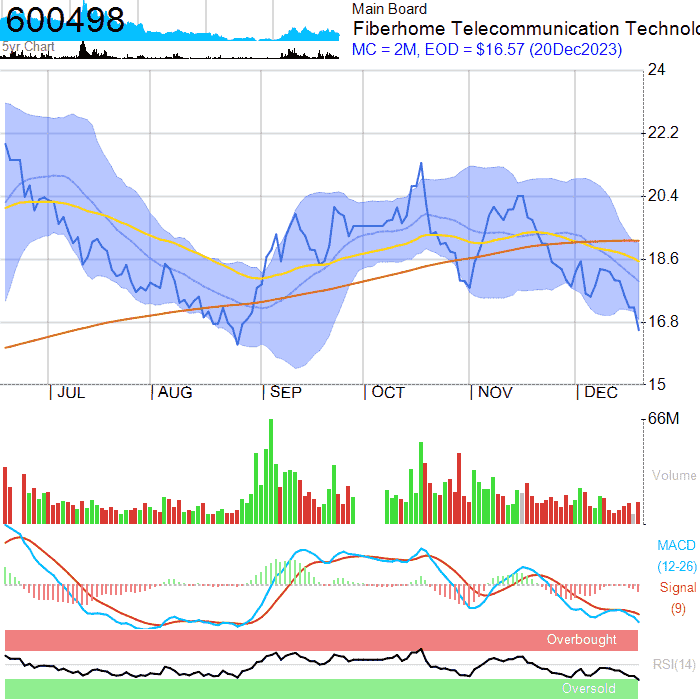 600498
5yr Chart
Main Board
Fiberhome Telecommunication Technolo
MC = 2M, EOD = $16.57 (20Dec2023)
24
22.2
20.4
18.6
16.8
15
JUL
AUG
SEP
OCT
NOV
DEC
66M
Volume
MACD
(12-26)
Signal
(9)
Overbought
RSI(14)
Oversold